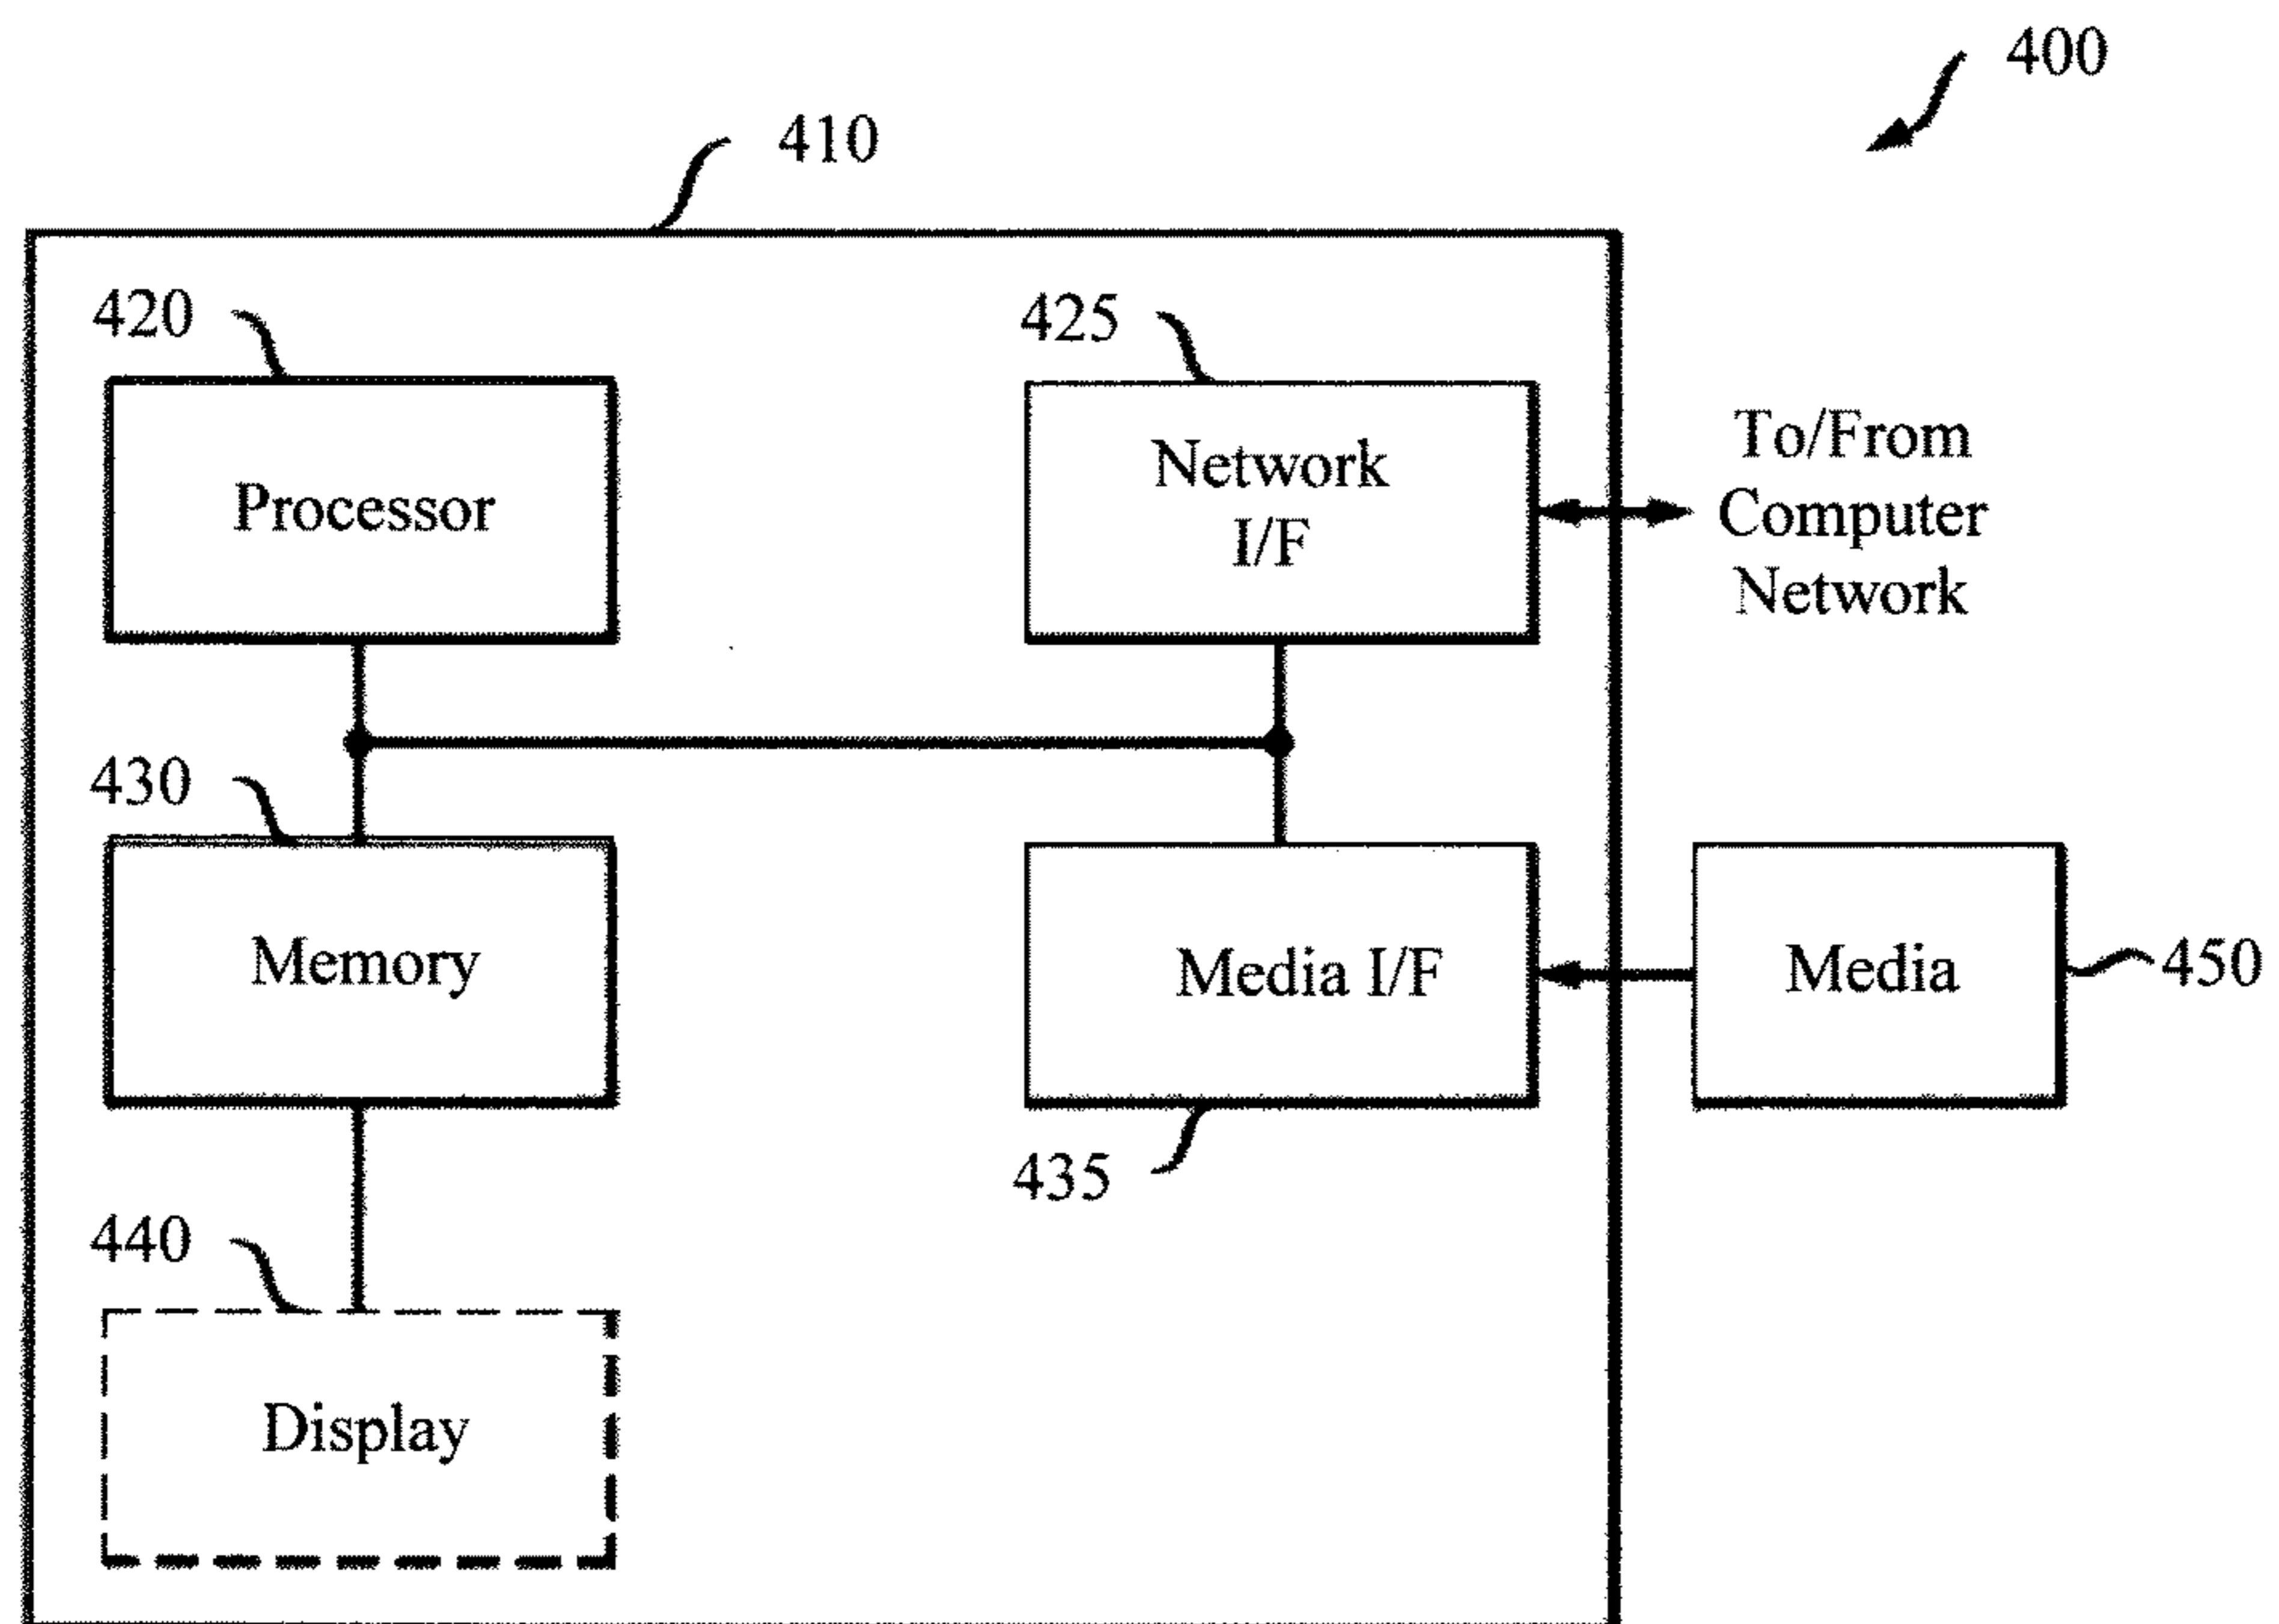 400
410
420
425
Processor
Network
I/F
To/From
Computer
Network
430
Memory
Media I/F
Media
450
435
440
Display